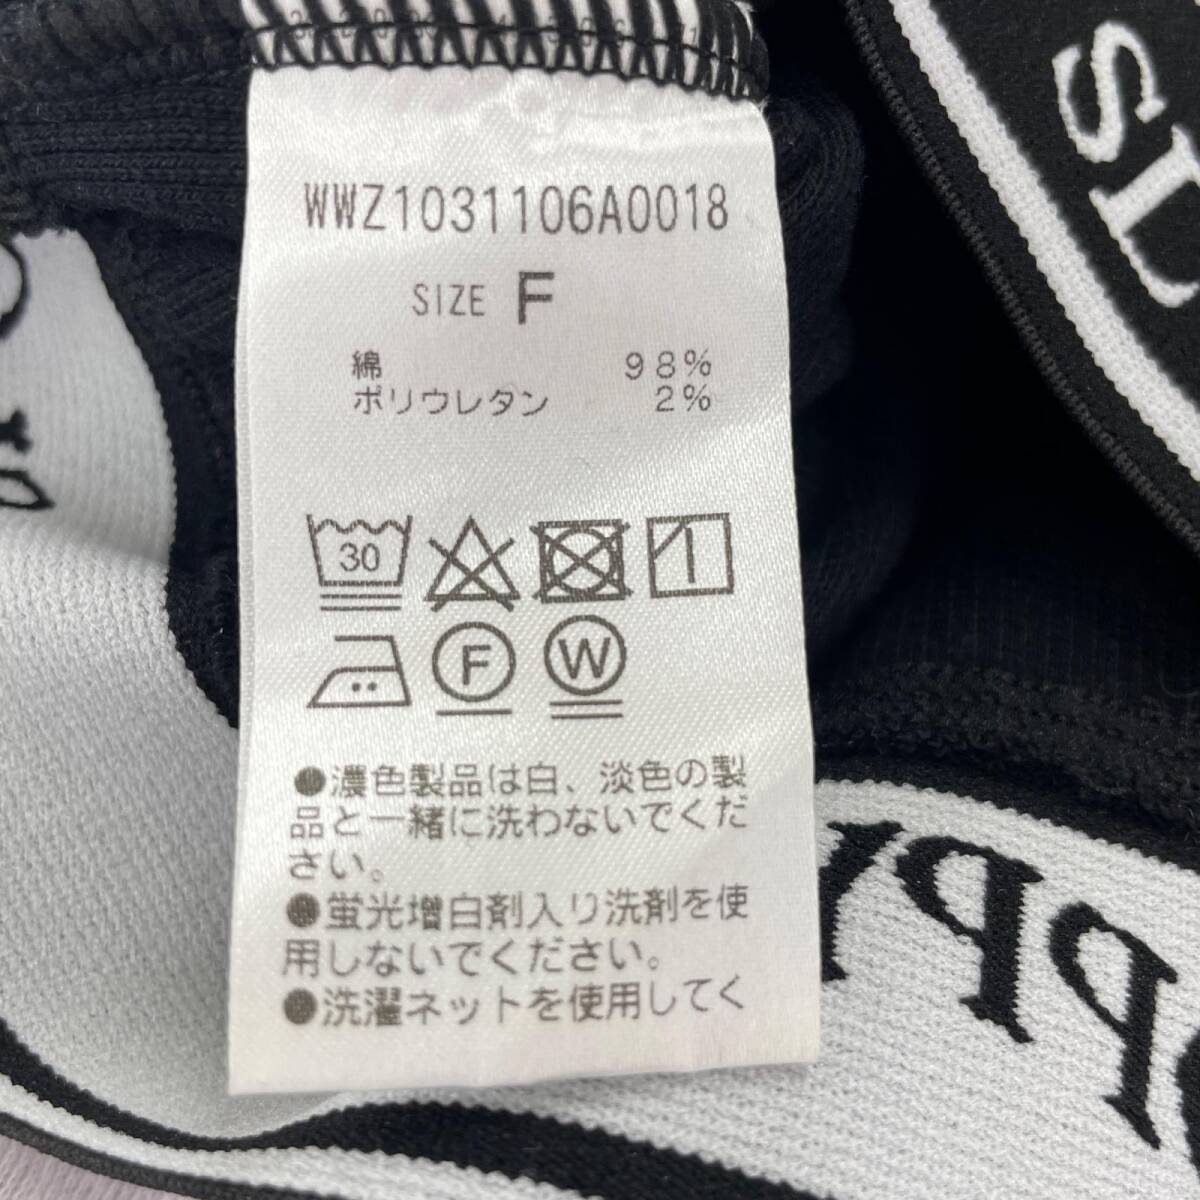 WWZ1031106A0018
SIZE F
綿 98%
ポリウレタン 2%
30
F W
●濃色製品は白、淡色の製
品と一緒に洗わないでくだ
さい。
●蛍光増白剤入り洗剤を使
用しないでください。
●洗濯ネットを使用してく